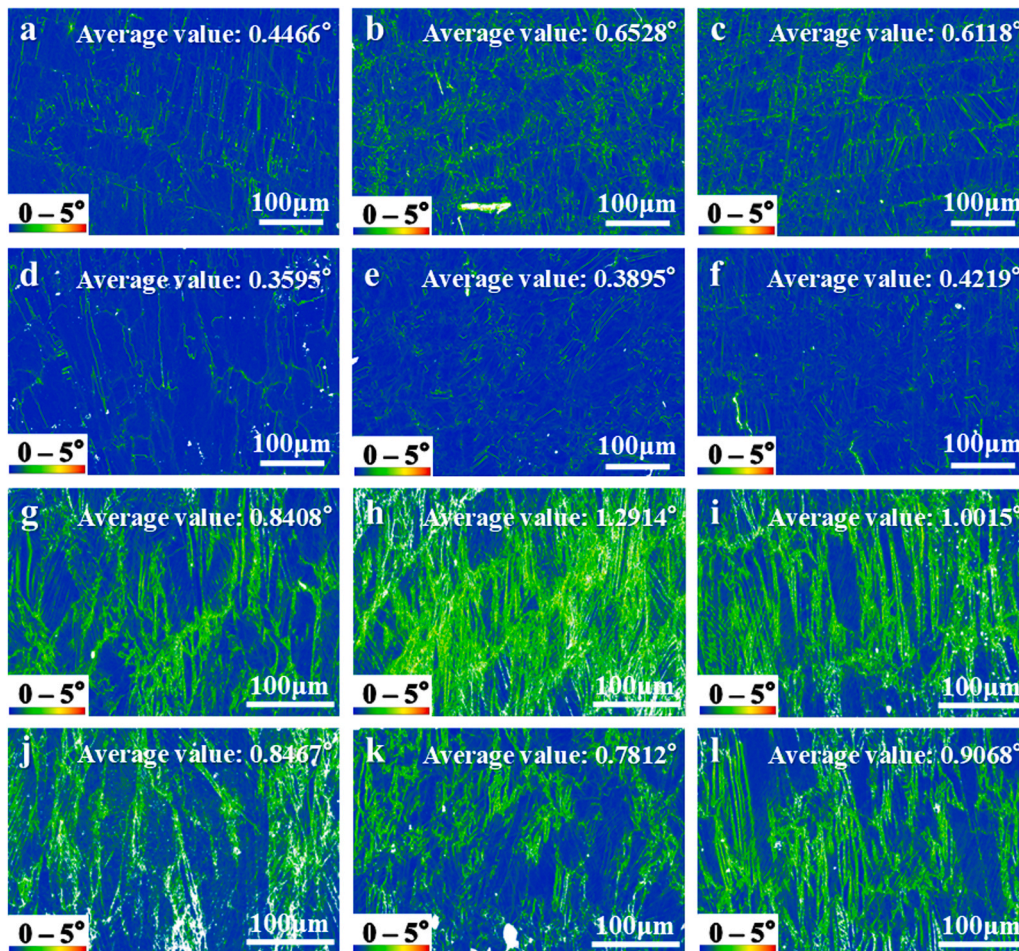 a Average value: 0.4466°
0 – 5° 100μm
b Average value: 0.6528°
0 – 5° 100μm
c Average value: 0.6118°
0 – 5° 100μm
d Average value: 0.3595°
0 – 5° 100μm
e Average value: 0.3895°
0 – 5° 100μm
f Average value: 0.4219°
0 – 5° 100μm
g Average value: 0.8408°
0 – 5° 100μm
h Average value: 1.2914°
0 – 5° 100μm
i Average value: 1.0015°
0 – 5° 100μm
j Average value: 0.8467°
0 – 5° 100μm
k Average value: 0.7812°
0 – 5° 100μm
l Average value: 0.9068°
0 – 5° 100μm